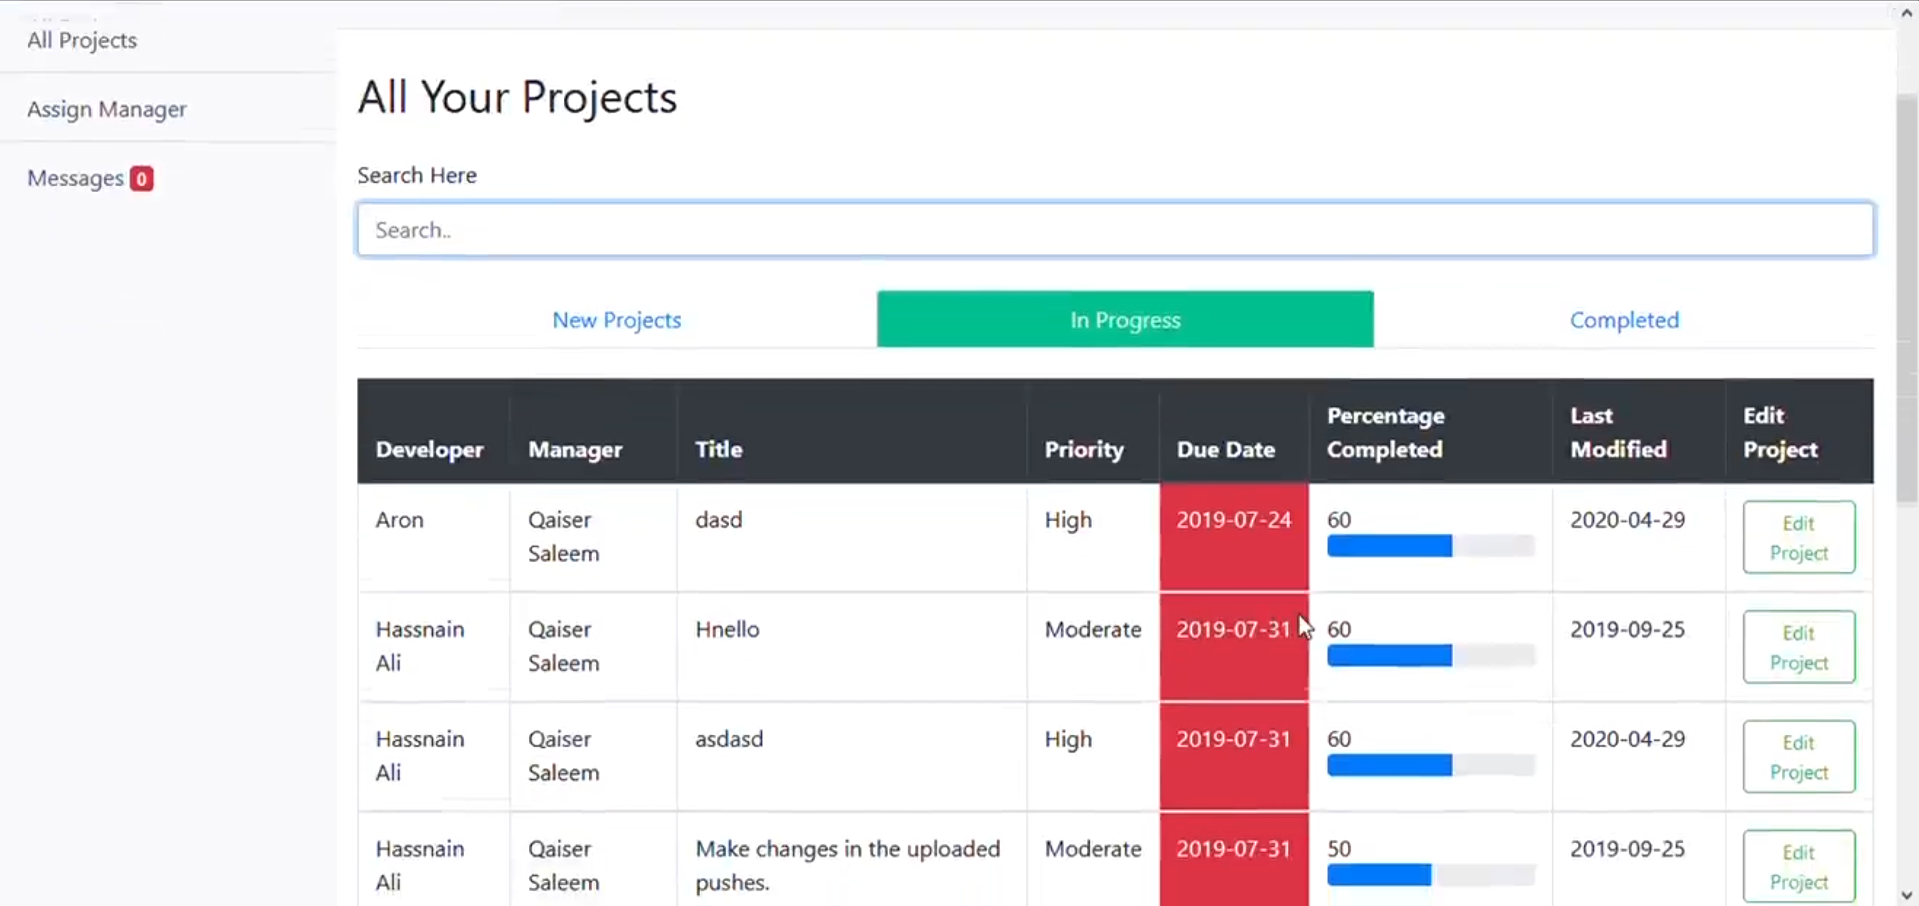 All Projects
Assign Manager
Messages 0
All Your Projects
Search Here
Search..
New Projects In Progress Completed
Developer Manager Title Priority Due Date Percentage Completed Last Modified Edit Project
Aron Qaiser Saleem dasd High 2019-07-24 60 2020-04-29 Edit Project
Hassnain Ali Qaiser Saleem Hnello Moderate 2019-07-31 60 2019-09-25 Edit Project
Hassnain Ali Qaiser Saleem asdasd High 2019-07-31 60 2020-04-29 Edit Project
Hassnain Ali Qaiser Saleem Make changes in the uploaded pushes. Moderate 2019-07-31 50 2019-09-25 Edit Project